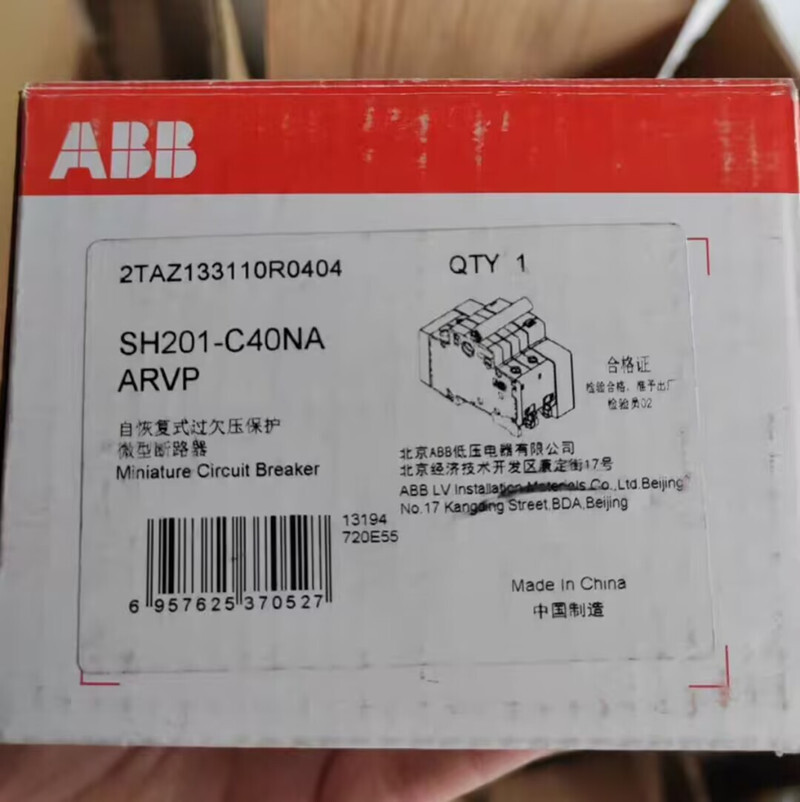 ABB
2TAZ133110R0404
QTY 1
SH201-C40NA
ARVP
自恢复式过欠压保护
微型断路器
Miniature Circuit Breaker
合格证
检验合格，准予出厂
检验员02
北京ABB低压电器有限公司
北京经济技术开发区康定街17号
ABB LV Installation Materials Co.,Ltd.Beijing
No.17 Kangding Street,BDA,Beijing
13194
720E55
6 957625 370527
Made In China
中国制造